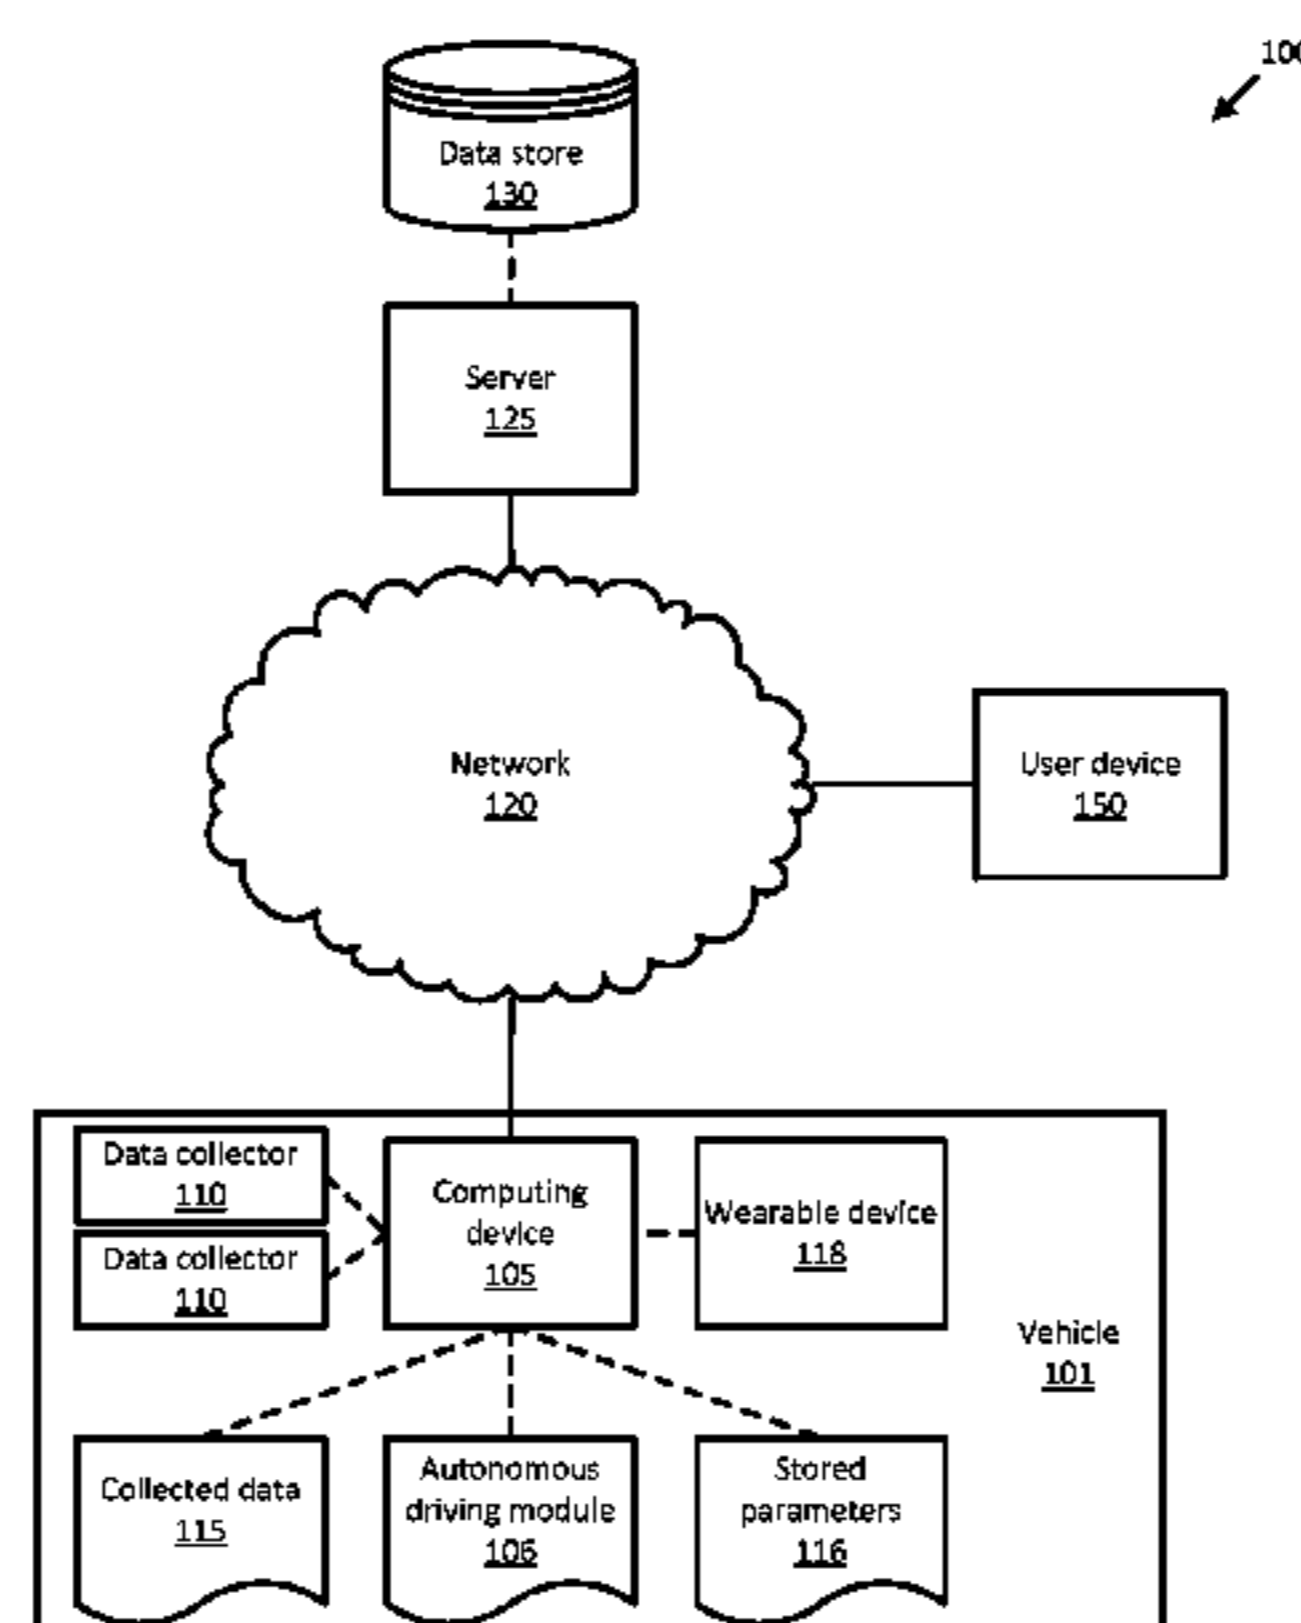 100
Data store
130
Server
125
Network
120
User device
150
Data collector
110
Data collector
110
Computing
device
105
Wearable device
118
Vehicle
101
Collected data
115
Autonomous
driving module
106
Stored
parameters
116